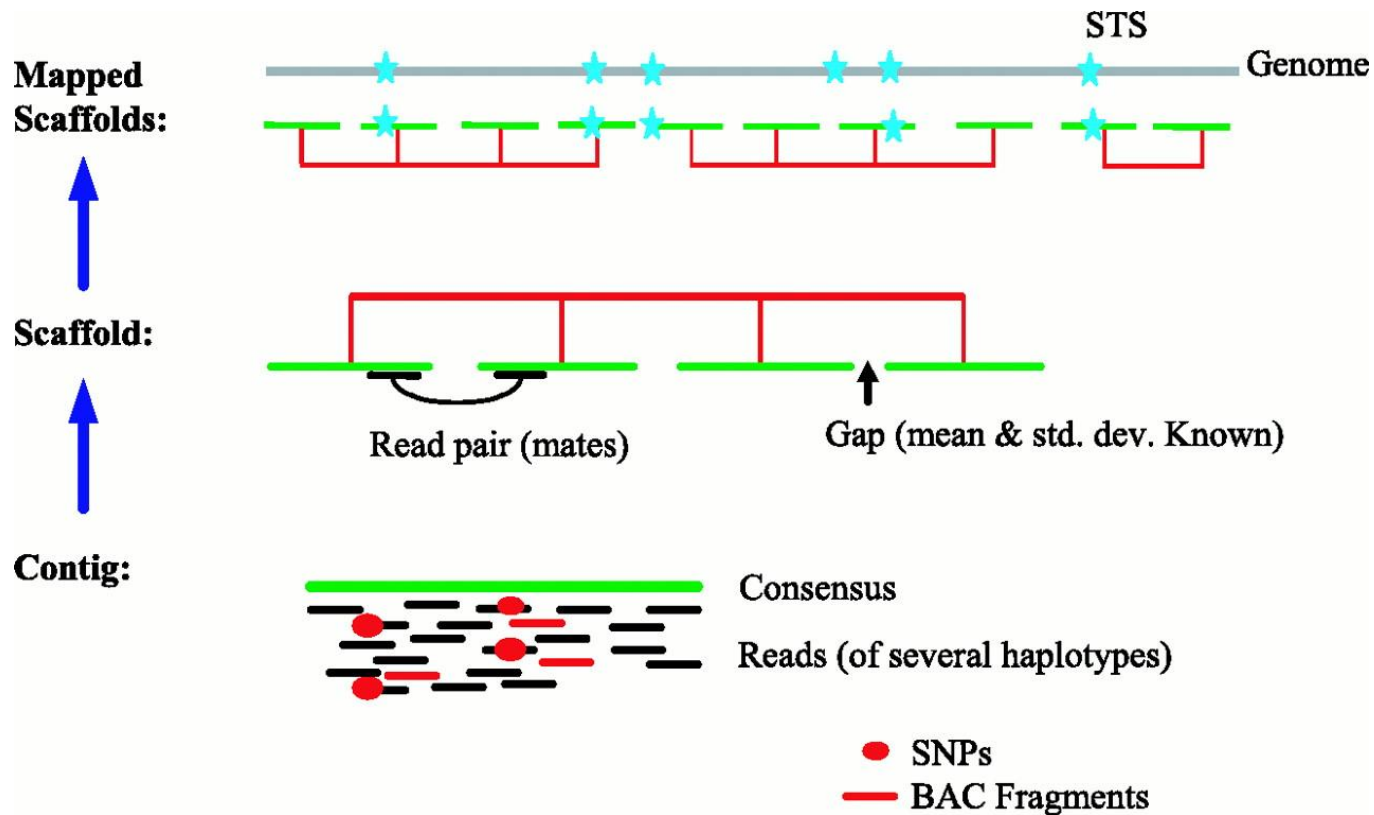 STS
Genome
Mapped
Scaffolds:
Scaffold:
Read pair (mates)
Gap (mean & std. dev. Known)
Contig:
Consensus
Reads (of several haplotypes)
SNPs
BAC Fragments